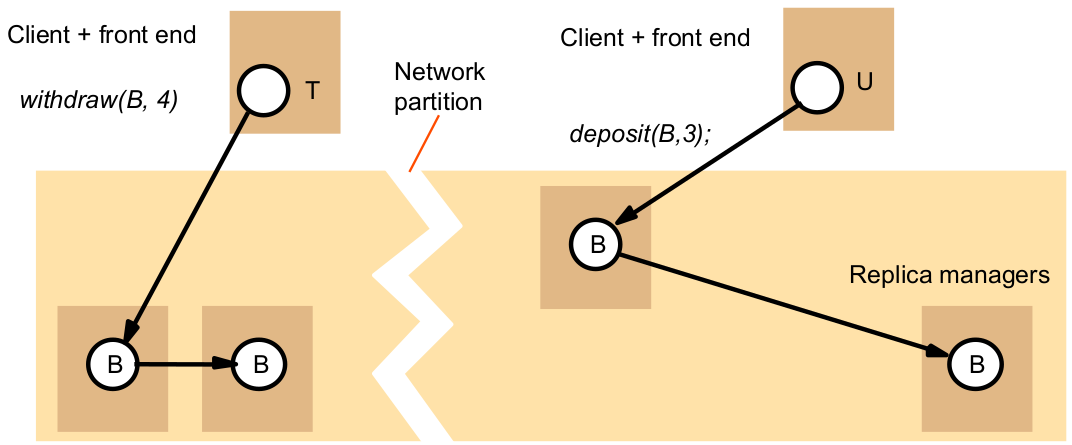 Client + front end
withdraw(B, 4)
T
Network
partition
Client + front end
U
deposit(B,3);
B
Replica managers
B
B
B